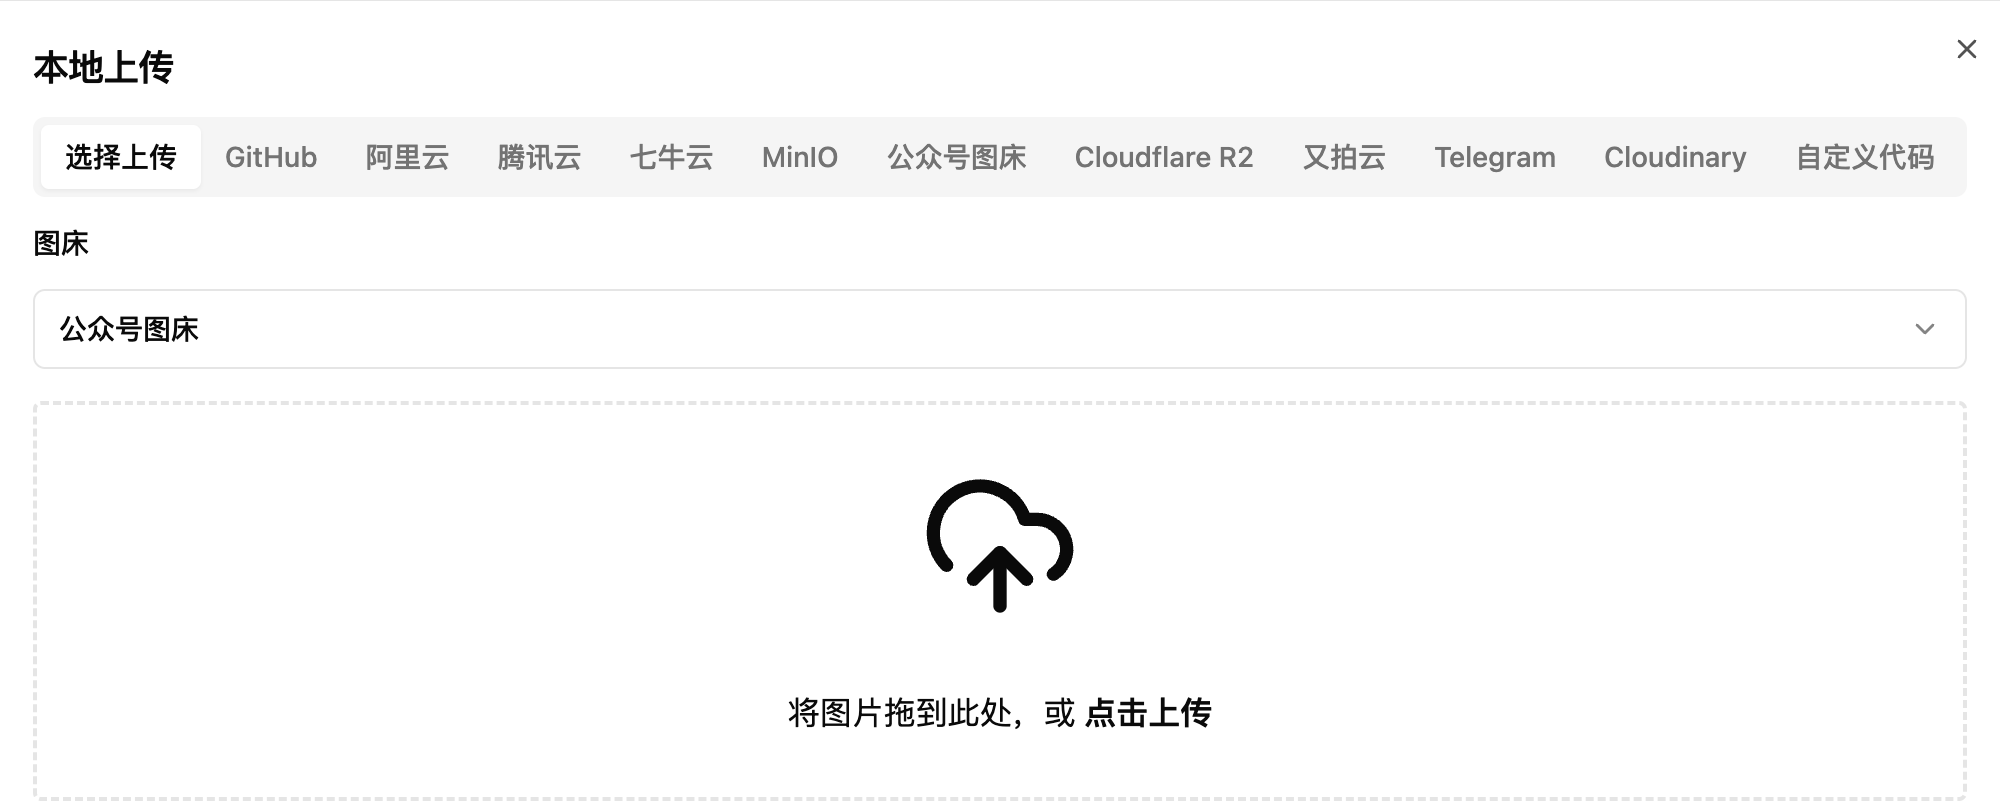 本地上传
选择上传 GitHub 阿里云 腾讯云 七牛云 MinIO 公众号图床 Cloudflare R2 又拍云 Telegram Cloudinary 自定义代码
图床
公众号图床
将图片拖到此处，或 点击上传